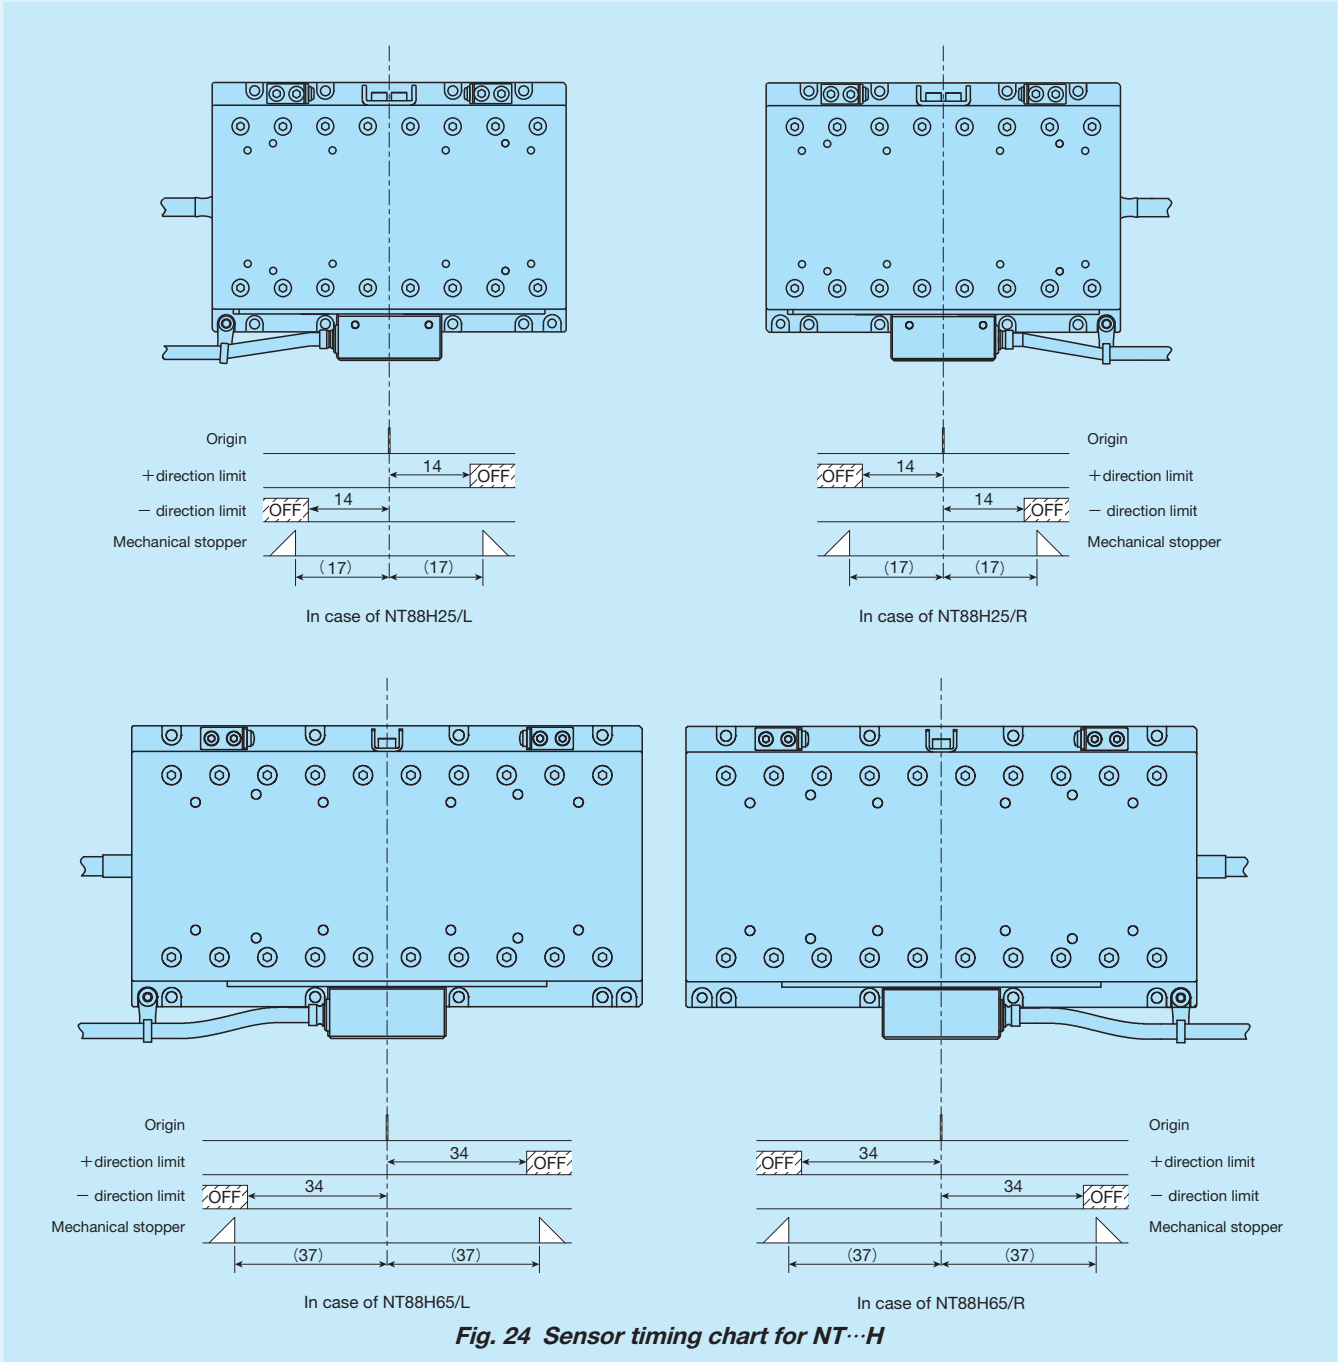 Origin
+direction limit
14
OFF
− direction limit
OFF
14
Mechanical stopper
(17)
(17)
In case of NT88H25/L
Origin
OFF
14
+direction limit
14
OFF
− direction limit
Mechanical stopper
(17)
(17)
In case of NT88H25/R
Origin
+direction limit
34
OFF
− direction limit
OFF
34
Mechanical stopper
(37)
(37)
In case of NT88H65/L
Origin
OFF
34
+direction limit
34
OFF
− direction limit
Mechanical stopper
(37)
(37)
In case of NT88H65/R
Fig. 24 Sensor timing chart for NT···H